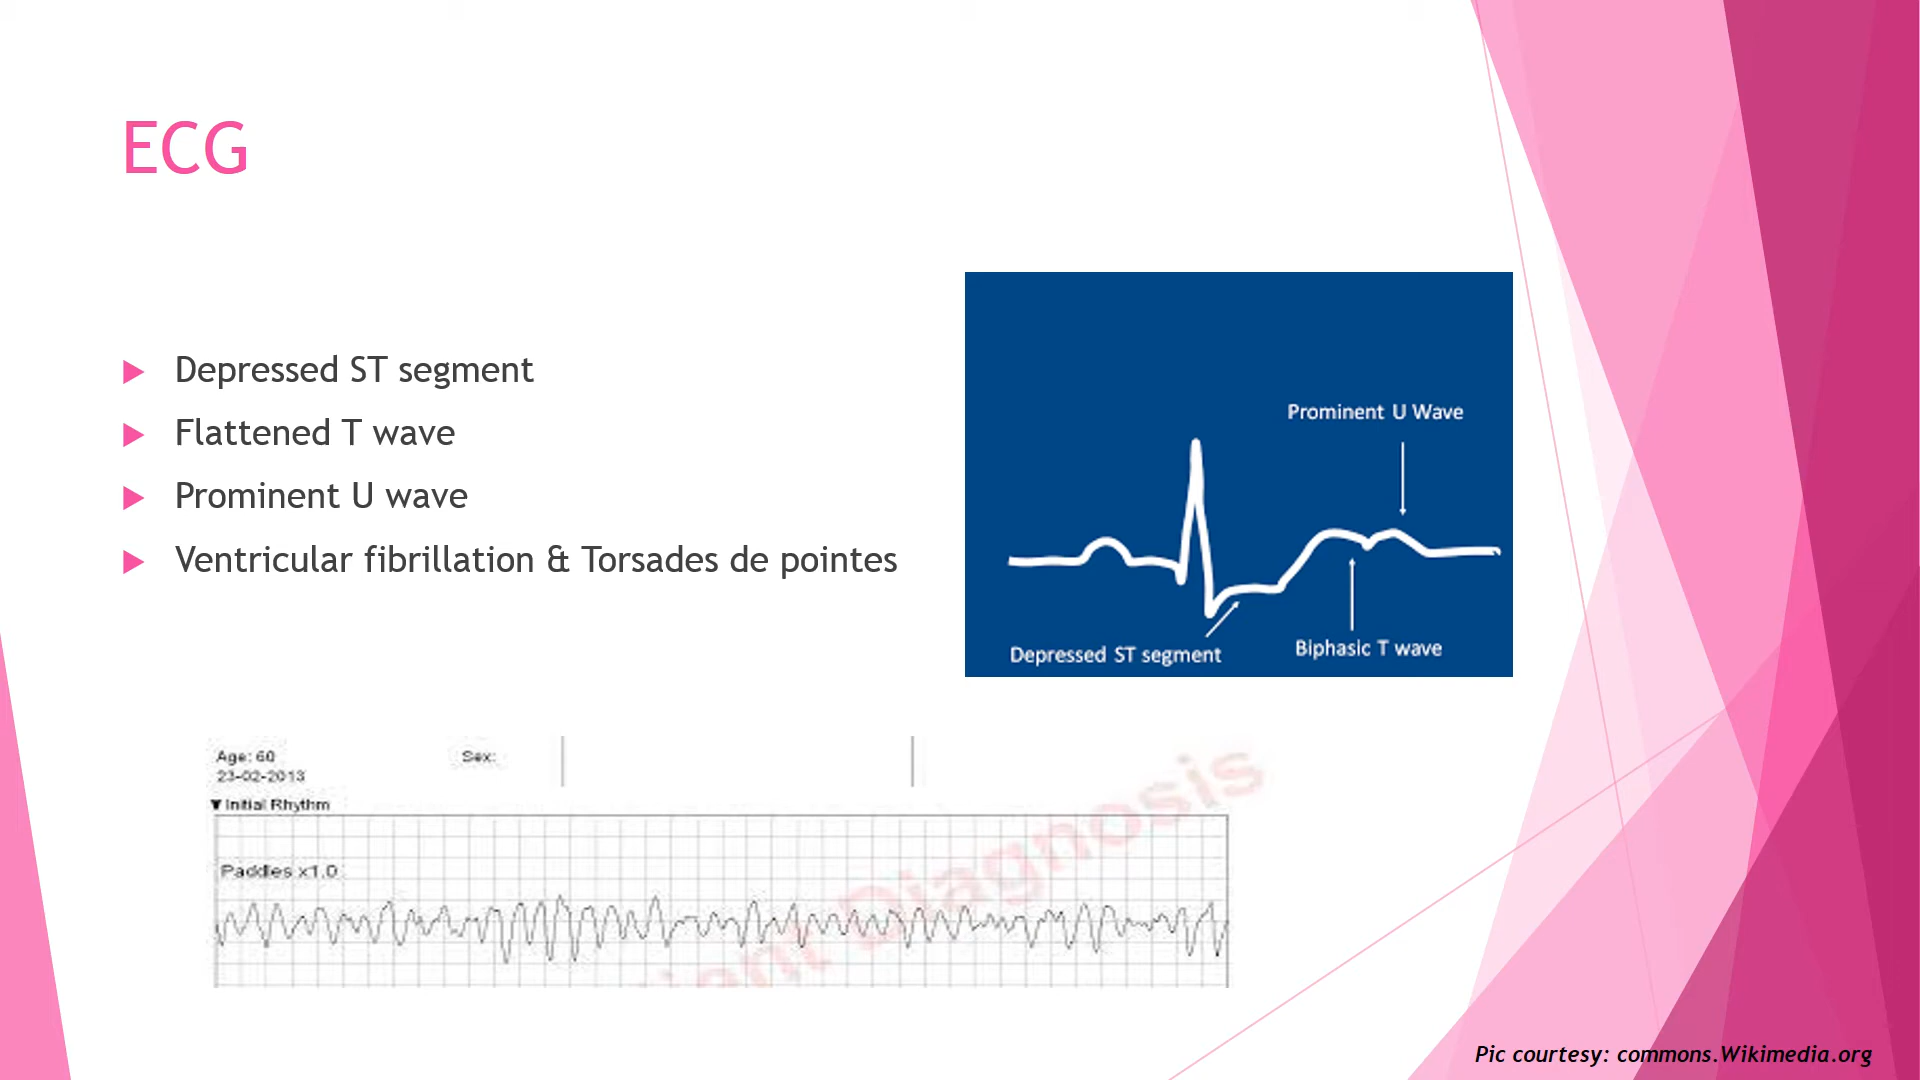 ECG
Depressed ST segment
Flattened T wave
Prominent U wave
Ventricular fibrillation & Torsades de pointes
Prominent U Wave
Depressed ST segment
Biphasic T wave
Age: 60
Sex:
23-02-2013
Initial Rhythm
Paddles x1.0
Diagnosis
Pic courtesy: commons.Wikimedia.org